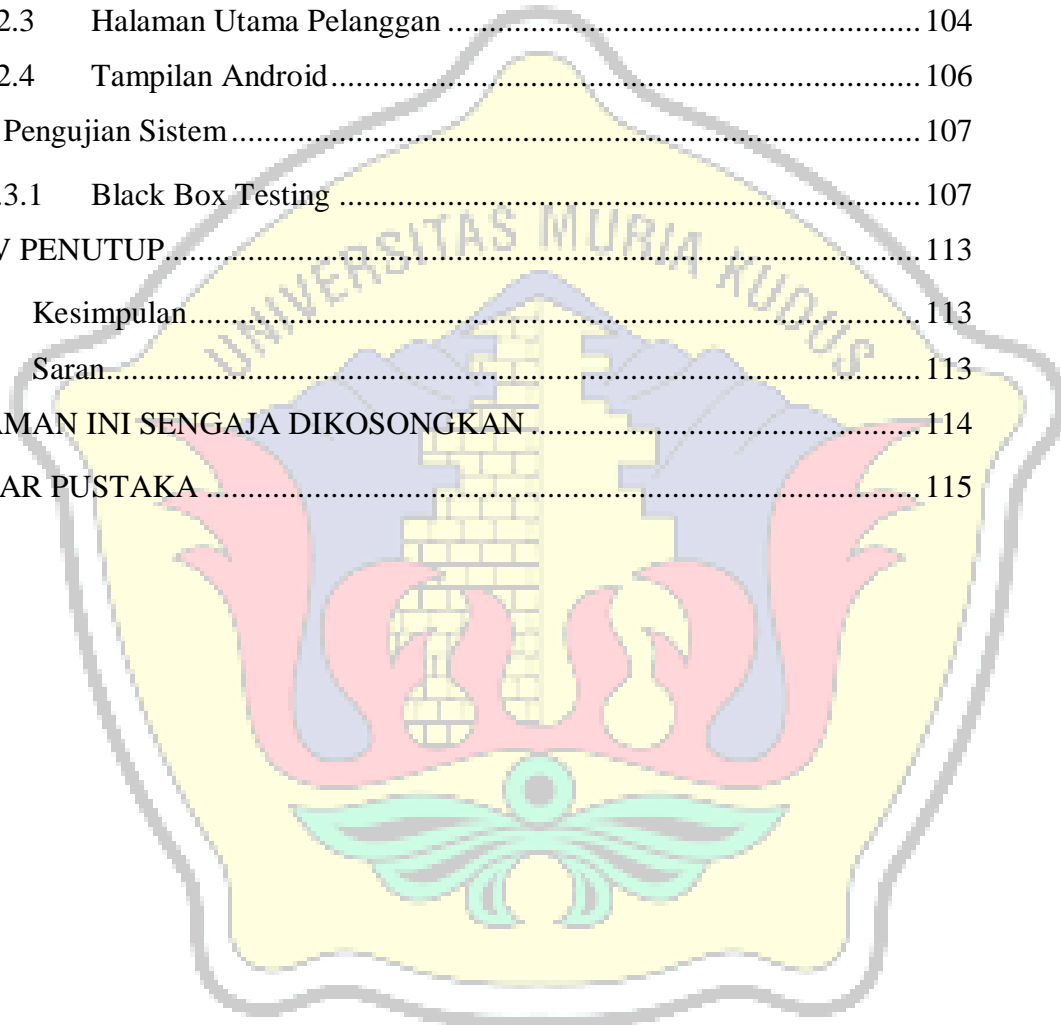 2.3 Halaman Utama Pelanggan ........ 104
2.4 Tampilan Android ........ 106
Pengujian Sistem ........ 107
.3.1 Black Box Testing ........ 107
V PENUTUP ........ 113
Kesimpulan ........ 113
Saran ........ 113
AMAN INI SENGAJA DIKOSONGKAN ........ 114
AR PUSTAKA ........ 115
UNIVERSITAS MURIA KUDUS